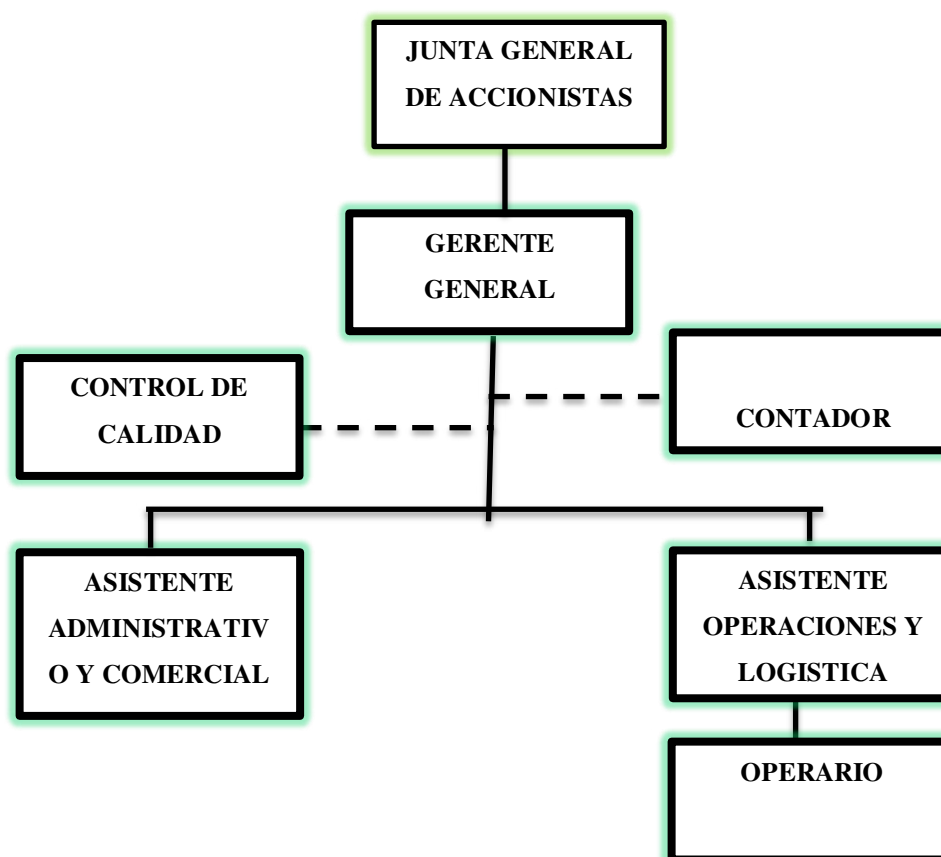 JUNTA GENERAL
DE ACCIONISTAS
GERENTE
GENERAL
CONTROL DE
CALIDAD
CONTADOR
ASISTENTE
ADMINISTRATIV
O Y COMERCIAL
ASISTENTE
OPERACIONES Y
LOGISTICA
OPERARIO